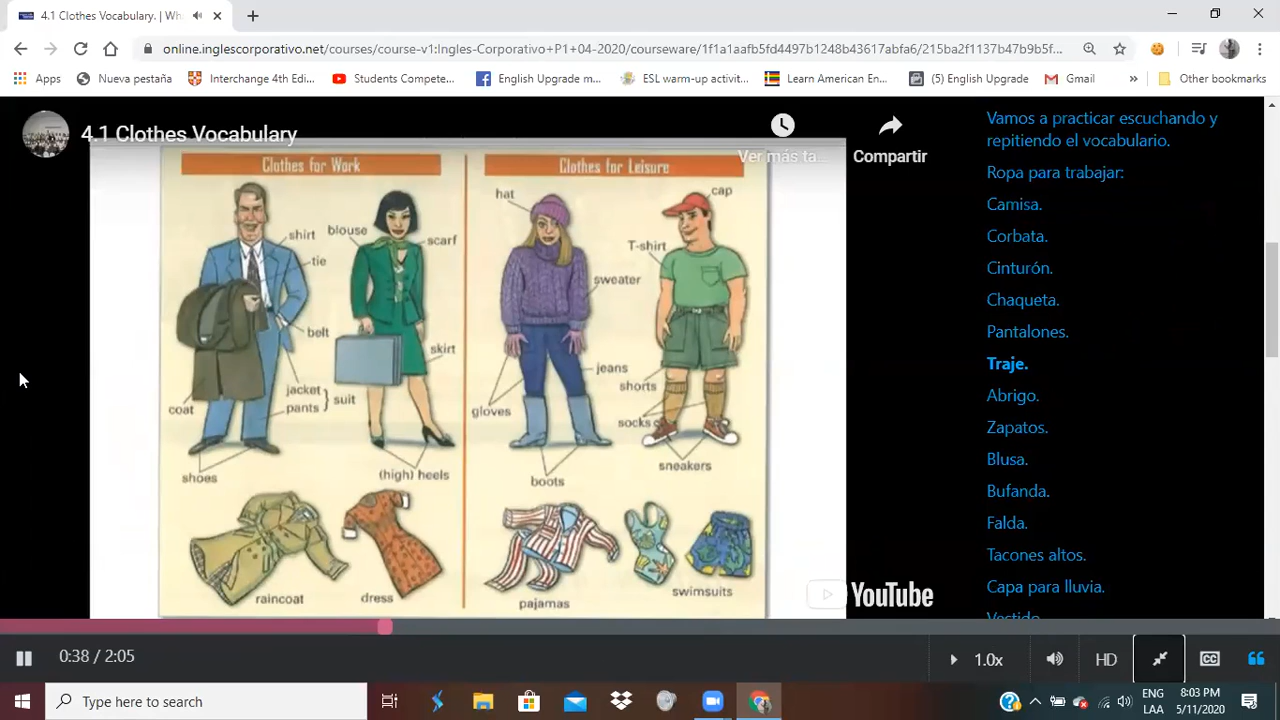 4.1 Clothes Vocabulary. | Wh
online.inglescorporativo.net/courses/course-v1:Ingles-Corporativo+P1+04-2020/courseware/1f1a1aafb5fd4497b1248b43617abfa6/215ba2f1137b47b9b5f...
Apps
Nueva pestaña
Interchange 4th Edi...
Students Compete...
English Upgrade m...
ESL warm-up activit...
Learn American En...
(5) English Upgrade
Gmail
»
Other bookmarks
4.1 Clothes Vocabulary
Ver más ta...
Compartir
Clothes for Work
shirt
tie
blouse
scarf
belt
skirt
jacket
pants
suit
coat
shoes
(high) heels
raincoat
dress
Clothes for Leisure
hat
cap
T-shirt
sweater
jeans
shorts
gloves
socks
sneakers
boots
pajamas
swimsuits
YouTube
Vamos a practicar escuchando y
repitiendo el vocabulario.
Ropa para trabajar:
Camisa.
Corbata.
Cinturón.
Chaqueta.
Pantalones.
Traje.
Abrigo.
Zapatos.
Blusa.
Bufanda.
Falda.
Tacones altos.
Capa para lluvia.
Vestido.
0:38 / 2:05
1.0x
HD
CC
Type here to search
ENG
LAA
8:03 PM
5/11/2020